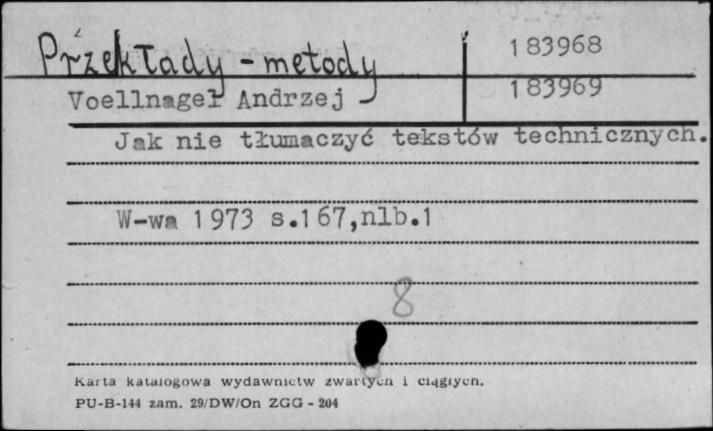 Przekłady - metody
183968
Voellnagel Andrzej
183969
Jak nie tłumaczyć tekstów technicznych.
W-wa 1973 s.167,nlb.1
8
Karta katalogowa wydawnictw zwartych i ciągłych.
PU-B-144 zam. 29/DW/On ZGG - 204